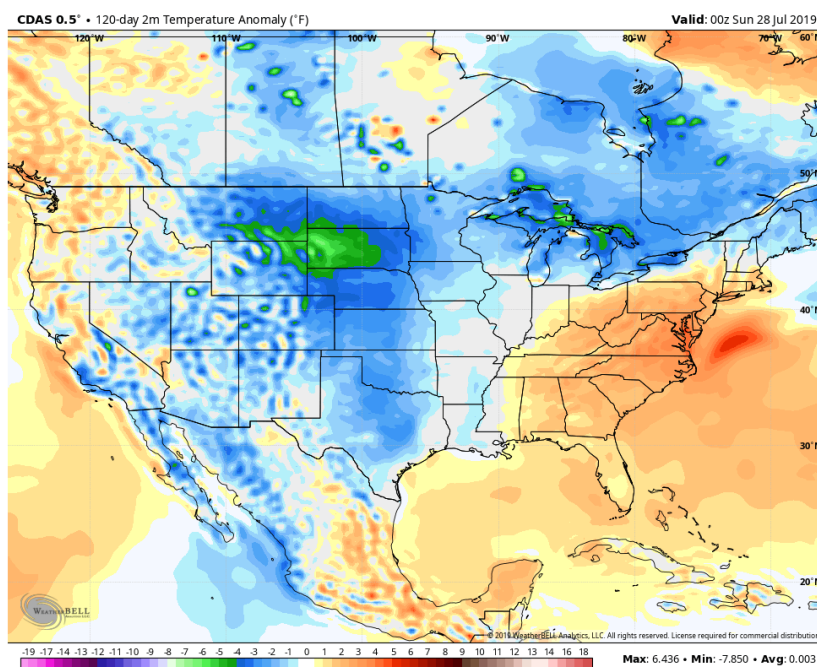 CDAS 0.5° • 120-day 2m Temperature Anomaly (°F)
Valid: 00z Sun 28 Jul 2019
120°W 110°W 100°W 90°W 80°W 70°W 60°N
50°N
40°N
30°N
20°N
WEATHERBELL
© 2019 WeatherBELL Analytics, LLC. All rights reserved. License required for commercial distribution
-19 -17 -14 -13 -12 -11 -10 -9 -8 -7 -6 -5 -4 -3 -2 -1 0 1 2 3 4 5 6 7 8 9 10 11 12 13 14 16 18
Max: 6.436 • Min: -7.850 • Avg: 0.003